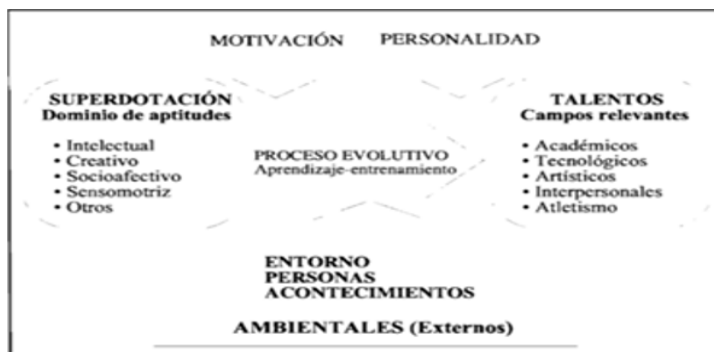 MOTIVACIÓN PERSONALIDAD
SUPERDOTACIÓN
Dominio de aptitudes
• Intelectual
• Creativo
• Socioafectivo
• Sensomotriz
• Otros
PROCESO EVOLUTIVO
Aprendizaje-entrenamiento
TALENTOS
Campos relevantes
• Académicos
• Tecnológicos
• Artísticos
• Interpersonales
• Atletismo
ENTORNO
PERSONAS
ACONTECIMIENTOS
AMBIENTALES (Externos)